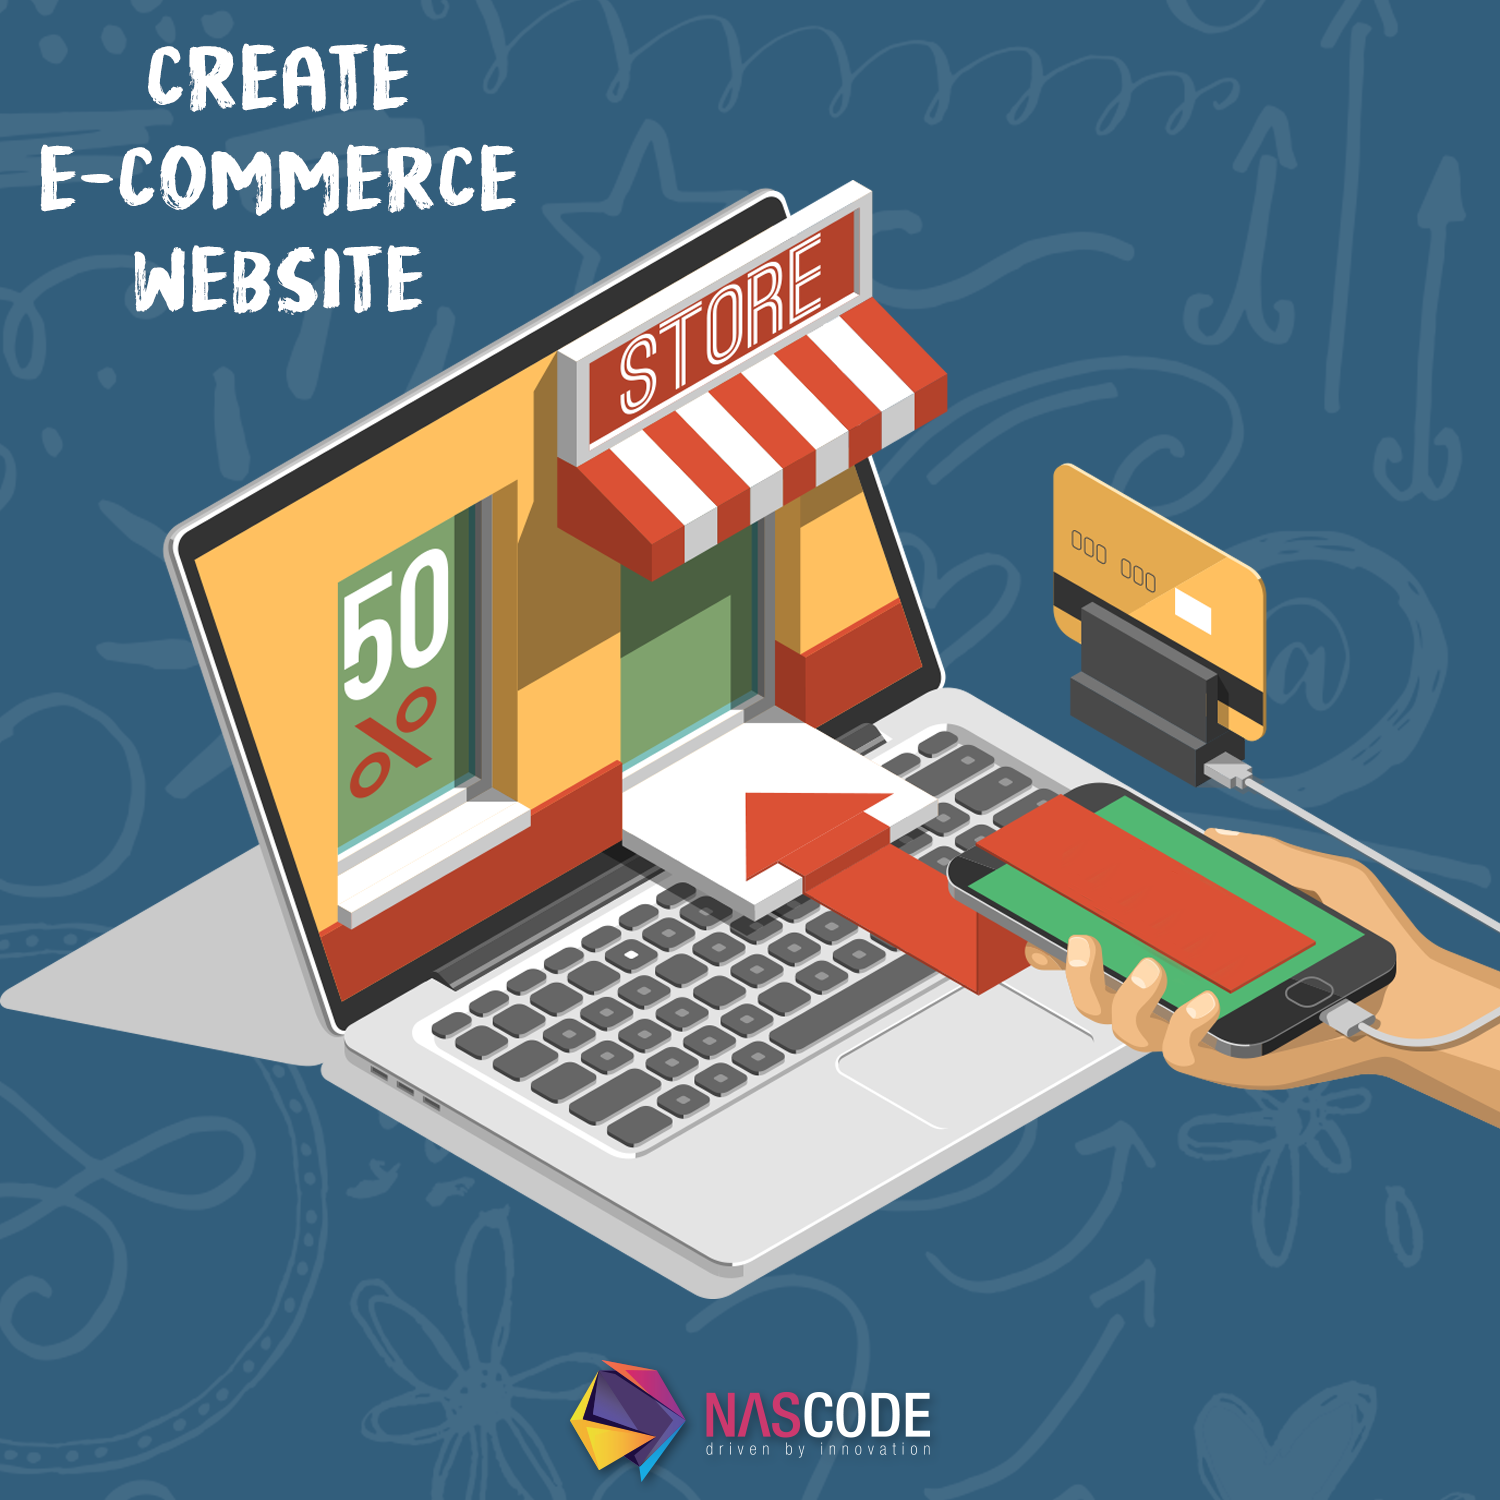 CREATE
E-COMMERCE
WEBSITE
STORE
50
%
000 000
@
NASCODE
driven by innovation